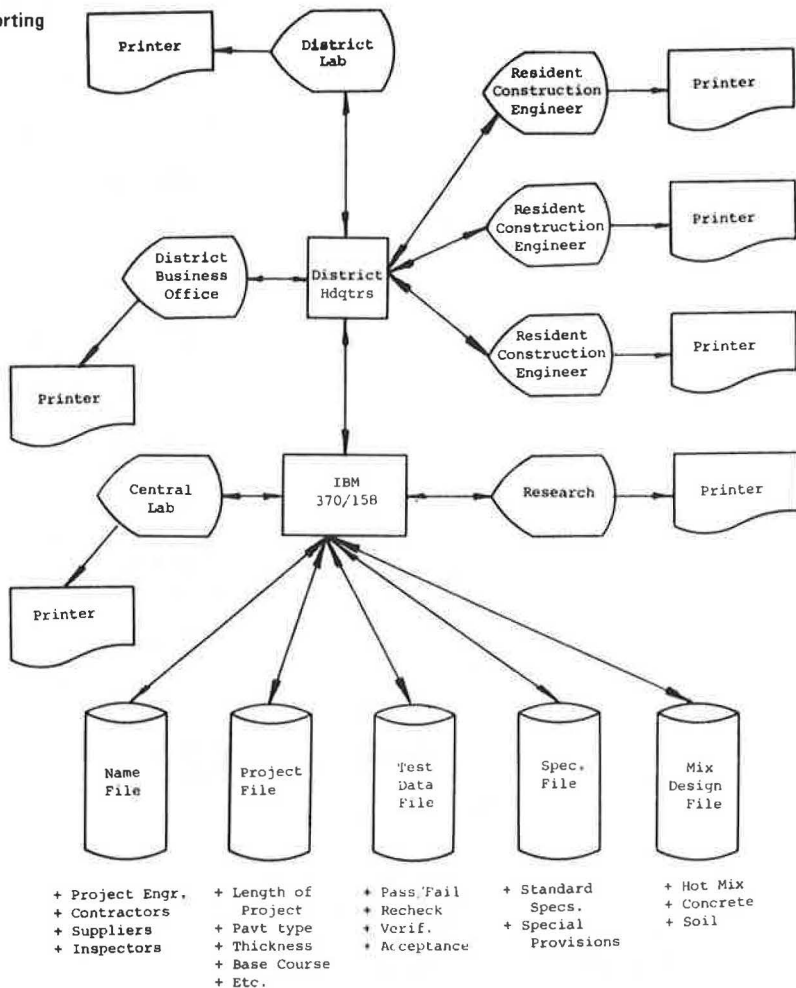 Printer
District
Lab
Resident
Construction
Engineer
Printer
Resident
Construction
Engineer
Printer
District
Business
Office
District
Hdqtrs
Resident
Construction
Engineer
Printer
Printer
Central
Lab
IBM
370/158
Research
Printer
Printer
Name
File
Project
File
Test
Data
File
Spec.
File
Mix
Design
File
+ Project Engr.
+ Contractors
+ Suppliers
+ Inspectors
+ Length of
Project
+ Pavt type
+ Thickness
+ Base Course
+ Etc.
+ Pass/Fail
+ Recheck
+ Verif.
+ Acceptance
+ Standard
Specs.
+ Special
Provisions
+ Hot Mix
+ Concrete
+ Soil